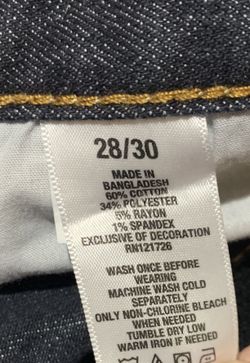 28/30
MADE IN
BANGLADESH
60% COTTON
34% POLYESTER
5% RAYON
1% SPANDEX
EXCLUSIVE OF DECORATION
RN121726
WASH ONCE BEFORE
WEARING
MACHINE WASH COLD
SEPARATELY
ONLY NON-CHLORINE BLEACH
WHEN NEEDED
TUMBLE DRY LOW
WARM IRON IF NEEDED